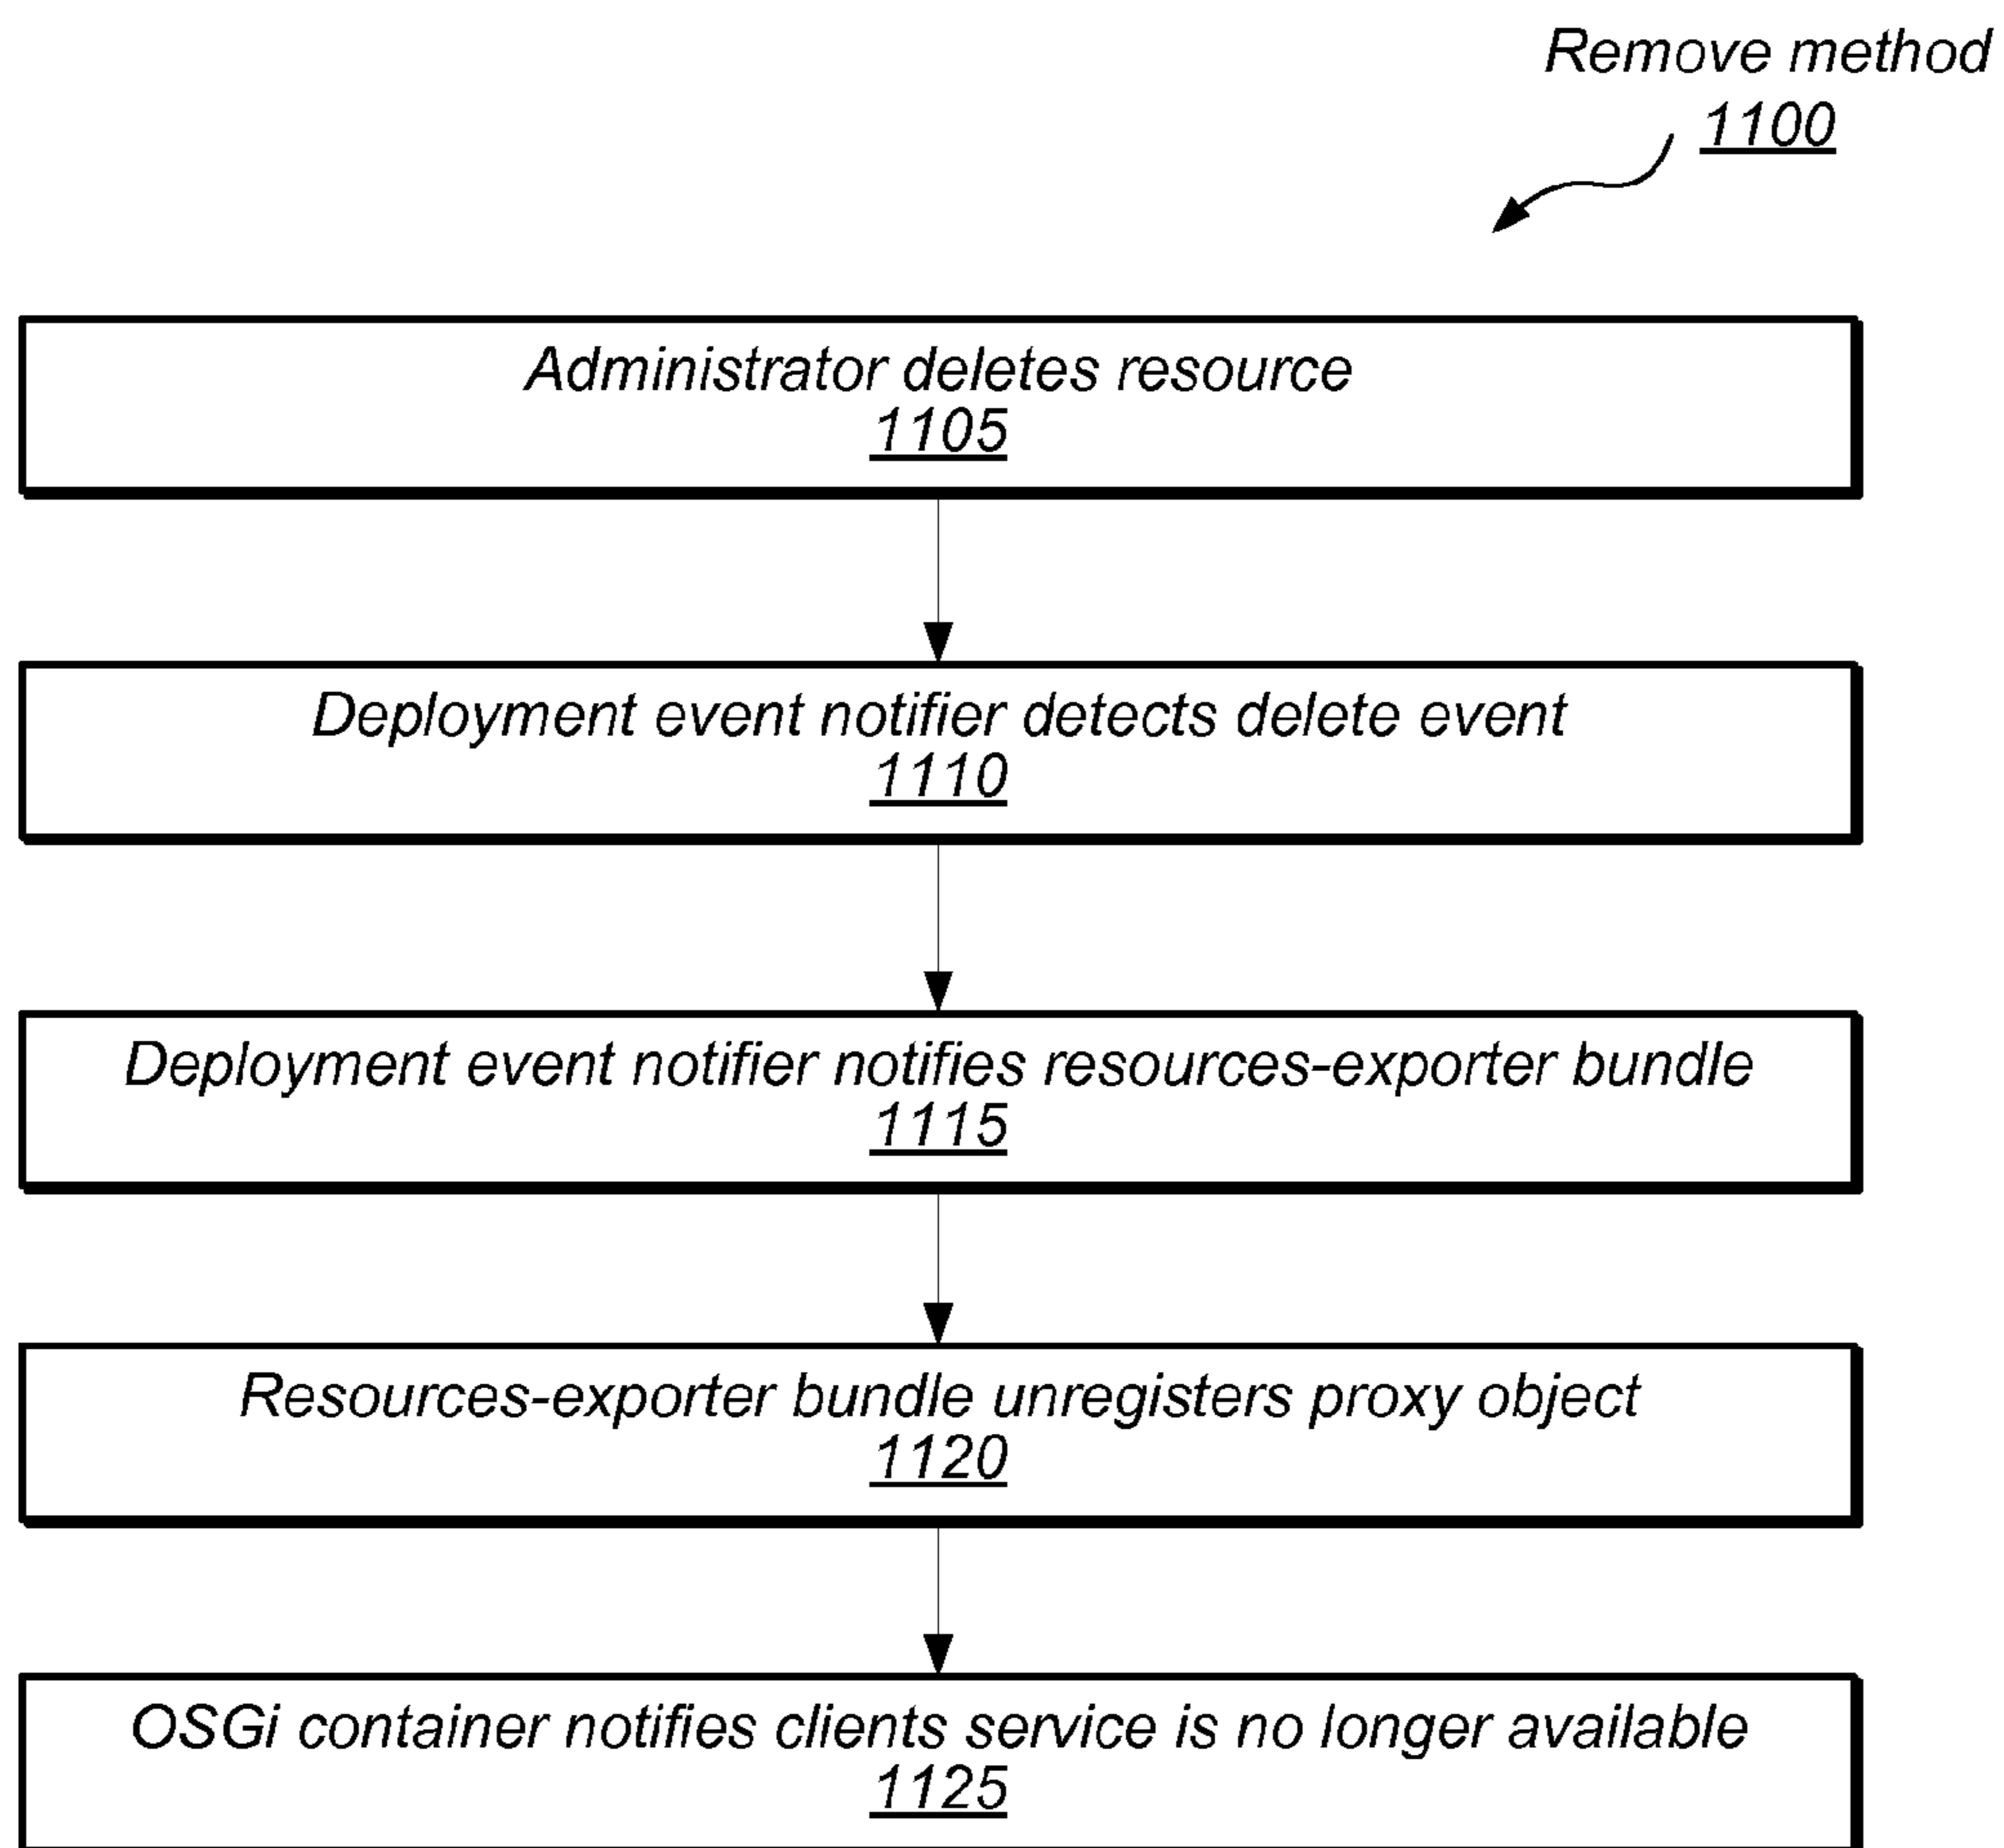 Remove method
1100
Administrator deletes resource
1105
Deployment event notifier detects delete event
1110
Deployment event notifier notifies resources-exporter bundle
1115
Resources-exporter bundle unregisters proxy object
1120
OSGi container notifies clients service is no longer available
1125